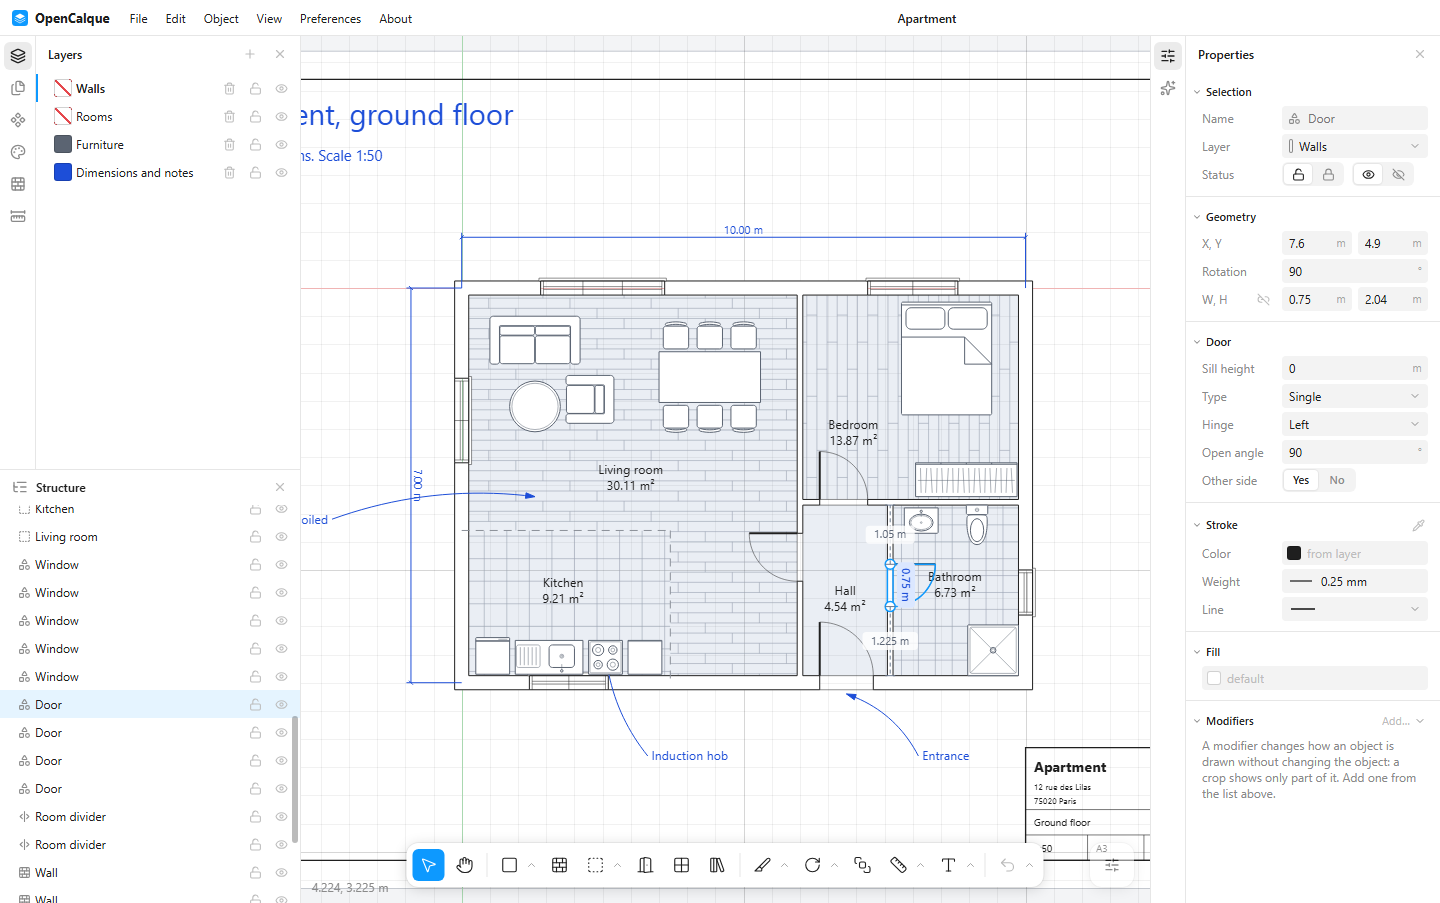 OpenCalque File Edit Object View Preferences About Apartment
Layers
Walls
Rooms
Furniture
Dimensions and notes
Structure
Kitchen
Living room
Window
Window
Window
Window
Window
Door
Door
Door
Door
Room divider
Room divider
Wall
Wall
ent, ground floor
ns. Scale 1:50
10.00 m
7.00 m
Bedroom
13.87 m²
Living room
30.11 m²
oiled
1.05 m
Kitchen
9.21 m²
Hall
4.54 m²
0.75 m
Bathroom
6.73 m²
1.225 m
Induction hob
Entrance
Apartment
12 rue des Lilas
75020 Paris
Ground floor
50 A3
4.224, 3.225 m
Properties
Selection
Name Door
Layer Walls
Status
Geometry
X, Y 7.6 m 4.9 m
Rotation 90 °
W, H 0.75 m 2.04 m
Door
Sill height 0 m
Type Single
Hinge Left
Open angle 90 °
Other side Yes No
Stroke
Color from layer
Weight 0.25 mm
Line
Fill
default
Modifiers Add...
A modifier changes how an object is
drawn without changing the object: a
crop shows only part of it. Add one from
the list above.